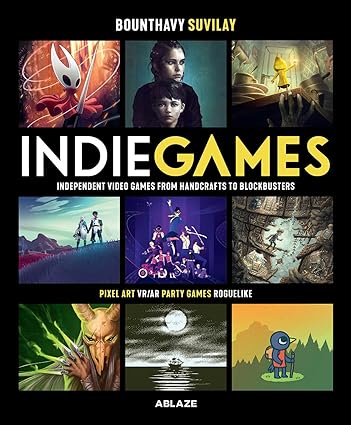 BOUNTHAVY SUVILAY
INDIEGAMES
INDEPENDENT VIDEO GAMES FROM HANDCRAFTS TO BLOCKBUSTERS
PIXEL ART VR/AR PARTY GAMES ROGUELIKE
ABLAZE